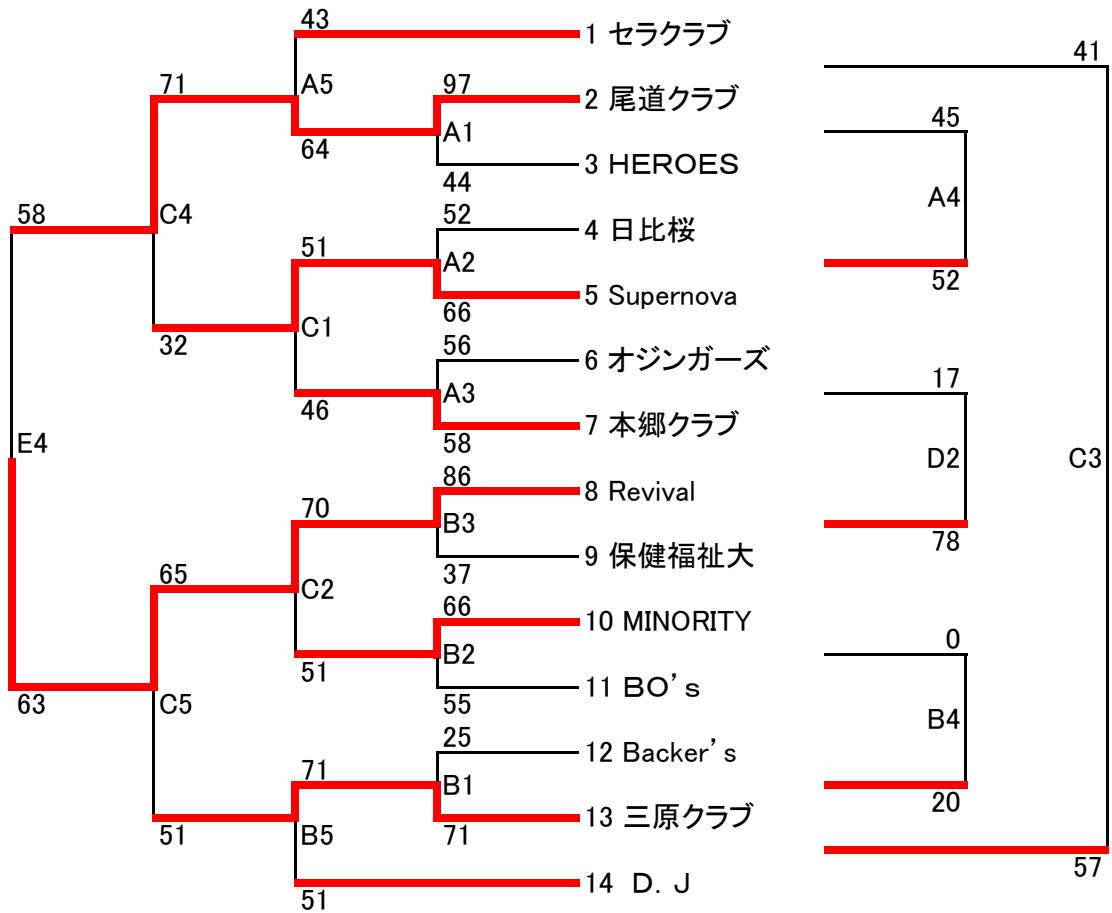 43
1 セラクラブ
41
71
A5
97
2 尾道クラブ
45
64
A1
3 HEROES
44
A4
58
C4
52
4 日比桜
51
A2
52
5 Supernova
66
32
C1
56
6 オジンガーズ
17
46
A3
7 本郷クラブ
58
E4
D2
C3
86
8 Revival
70
B3
78
9 保健福祉大
37
65
C2
66
10 MINORITY
0
51
B2
11 BO's
55
63
C5
B4
25
12 Backer's
71
B1
20
13 三原クラブ
71
51
B5
57
14 D. J
51